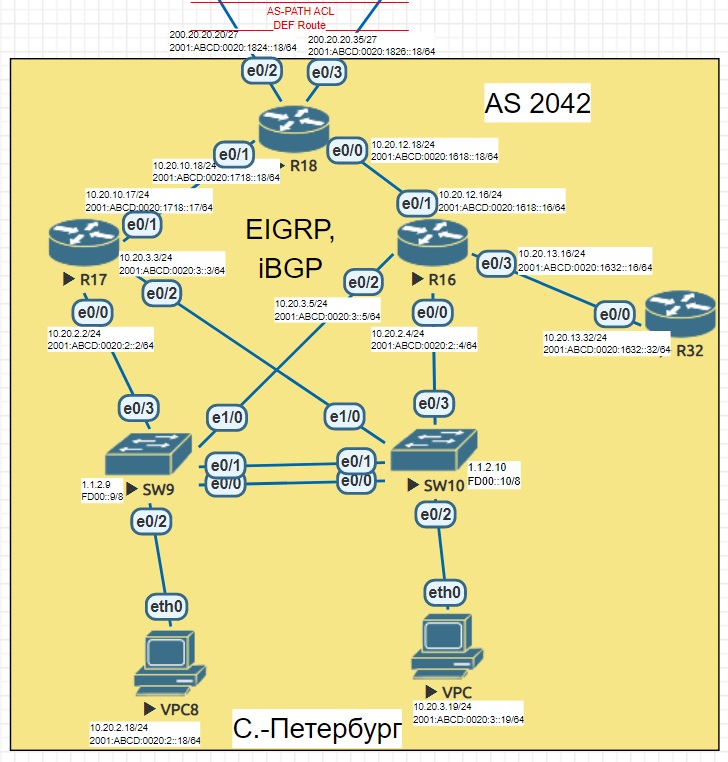 AS-PATH ACL
DEF Route
200.20.20.20/27
2001:ABCD:0020:1824::18/64
200.20.20.35/27
2001:ABCD:0020:1826::18/64
e0/2
e0/3
AS 2042
R18
e0/1
10.20.10.18/24
2001:ABCD:0020:1718::18/64
e0/0
10.20.12.18/24
2001:ABCD:0020:1618::18/64
10.20.10.17/24
2001:ABCD:0020:1718::17/64
e0/1
10.20.12.16/24
2001:ABCD:0020:1618::16/64
e0/1
EIGRP,
iBGP
R17
10.20.3.3/24
2001:ABCD:0020:3::3/64
e0/2
R16
e0/3
10.20.13.16/24
2001:ABCD:0020:1632::16/64
e0/2
10.20.3.5/24
2001:ABCD:0020:3::5/64
e0/0
10.20.2.2/24
2001:ABCD:0020:2::2/64
e0/0
10.20.2.4/24
2001:ABCD:0020:2::4/64
e0/0
10.20.13.32/24
2001:ABCD:0020:1632::32/64
R32
e0/3
e1/0
e1/0
e0/3
SW9
1.1.2.9
FD00::9/8
e0/1
e0/0
e0/1
e0/0
SW10
1.1.2.10
FD00::10/8
e0/2
e0/2
eth0
eth0
VPC8
10.20.2.18/24
2001:ABCD:0020:2::18/64
VPC
10.20.3.19/24
2001:ABCD:0020:3::19/64
С.-Петербург